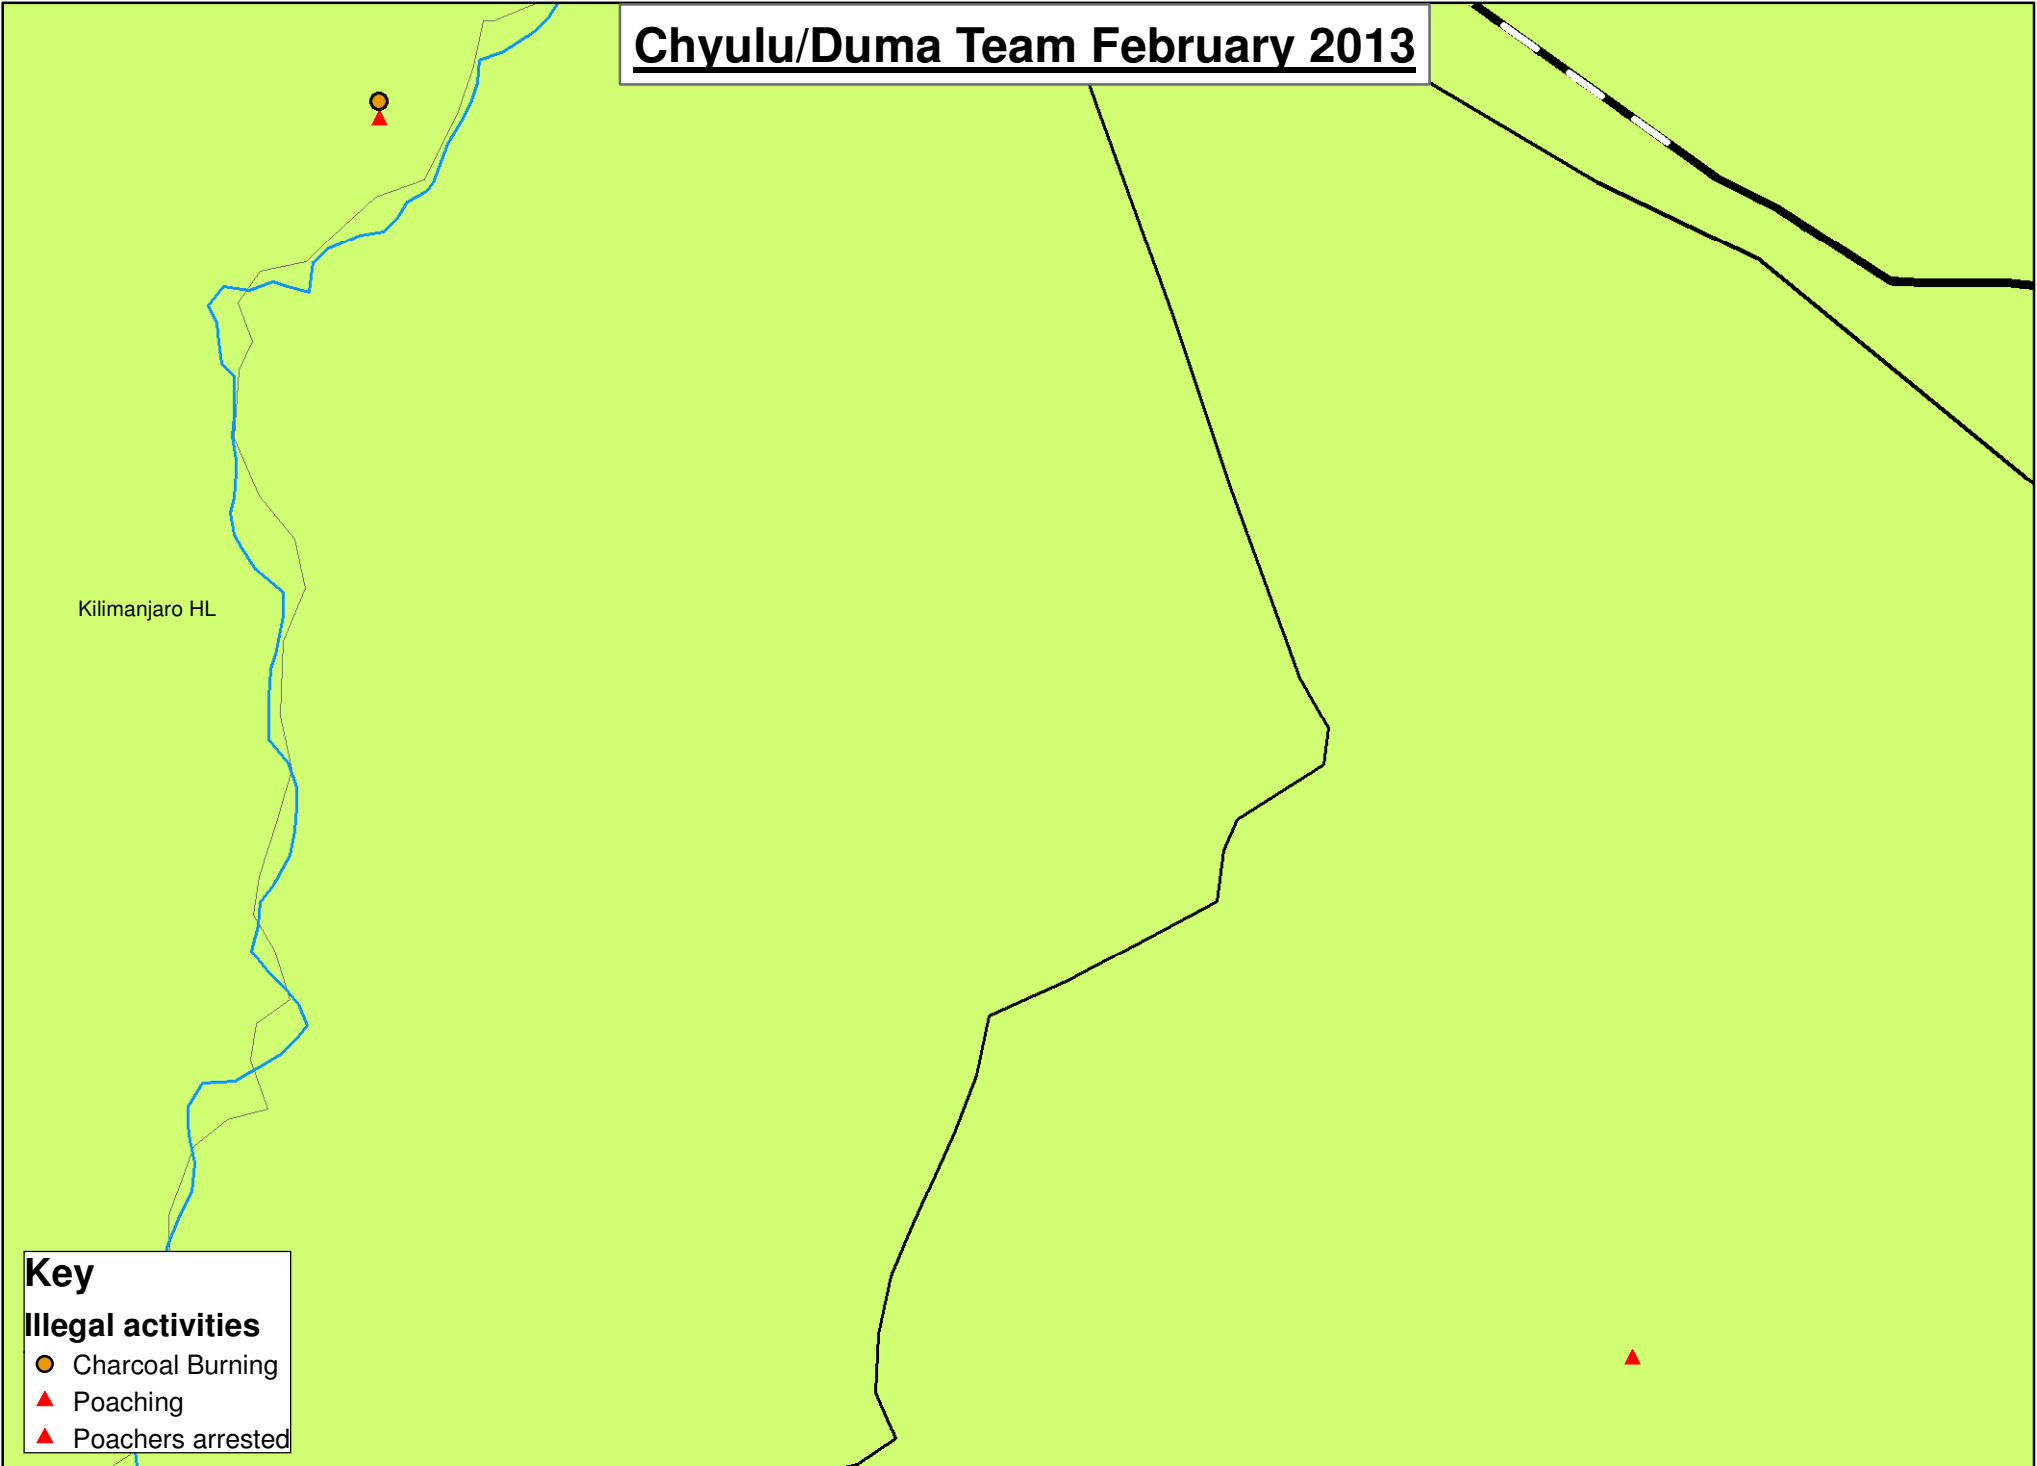 Chyulu/Duma Team February 2013
Kilimanjaro HL
Key
Illegal activities
Charcoal Burning
Poaching
Poachers arrested